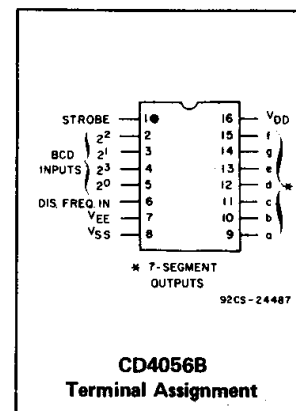 STROBE 1 16 VDD
2² 2 15 f
BCD 2¹ 3 14 g
INPUTS 2³ 4 13 e
2⁰ 5 12 d *
DIS. FREQ. IN 6 11 c
VEE 7 10 b
VSS 8 9 a
* 7-SEGMENT
OUTPUTS
92CS-24487
CD4056B
Terminal Assignment